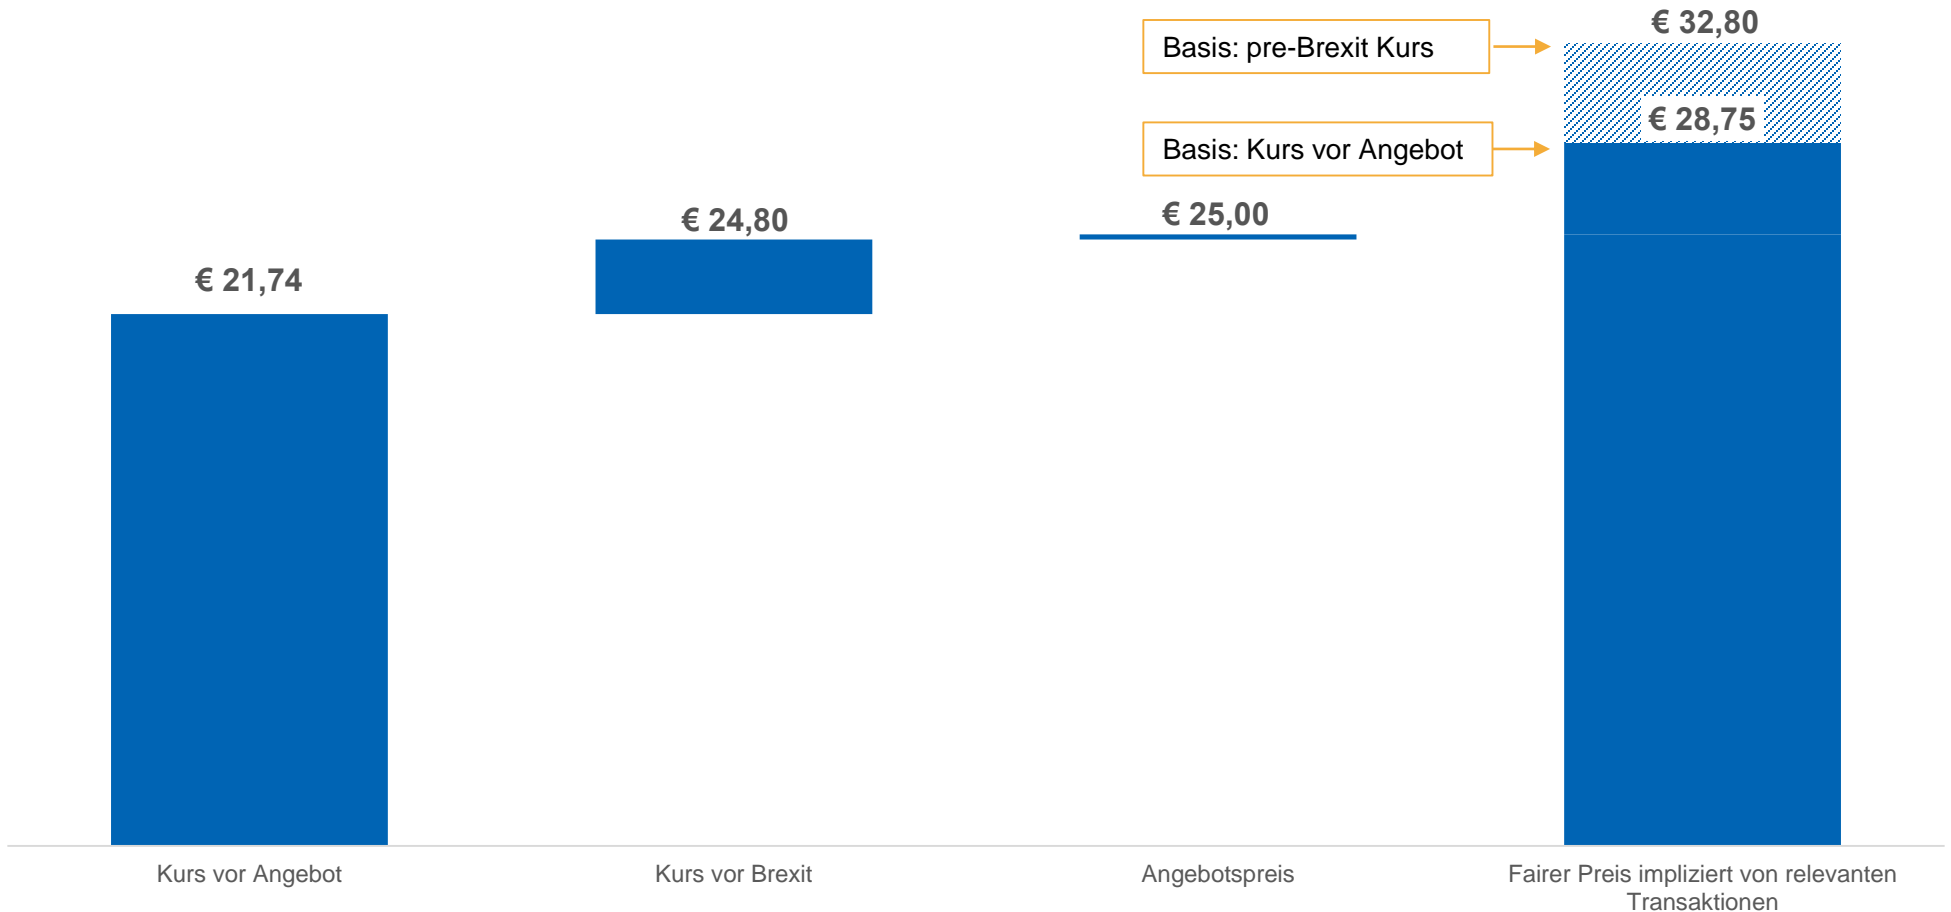 € 32,80
Basis: pre-Brexit Kurs
€ 28,75
Basis: Kurs vor Angebot
€ 25,00
€ 24,80
€ 21,74
Kurs vor Angebot
Kurs vor Brexit
Angebotspreis
Fairer Preis impliziert von relevanten
Transaktionen